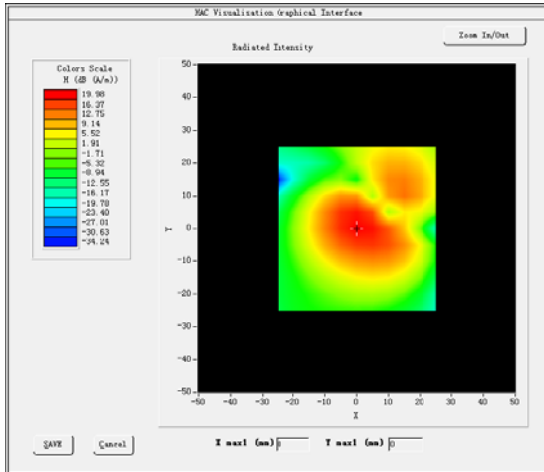 HAC Visualisation Graphical Interface
Zoom In/Out
Radiated Intensity
Colors Scale
H (dB (A/m))
19.98
16.37
12.75
9.14
5.52
1.91
-1.71
-5.32
-8.94
-12.55
-16.17
-19.78
-23.40
-27.01
-30.63
-34.24
50
40
30
20
10
0
-10
-20
-30
-40
-50
Y
-50 -40 -30 -20 -10 0 10 20 30 40 50
X
SAVE
Cancel
X max1 (mm) 0
Y max1 (mm) 0